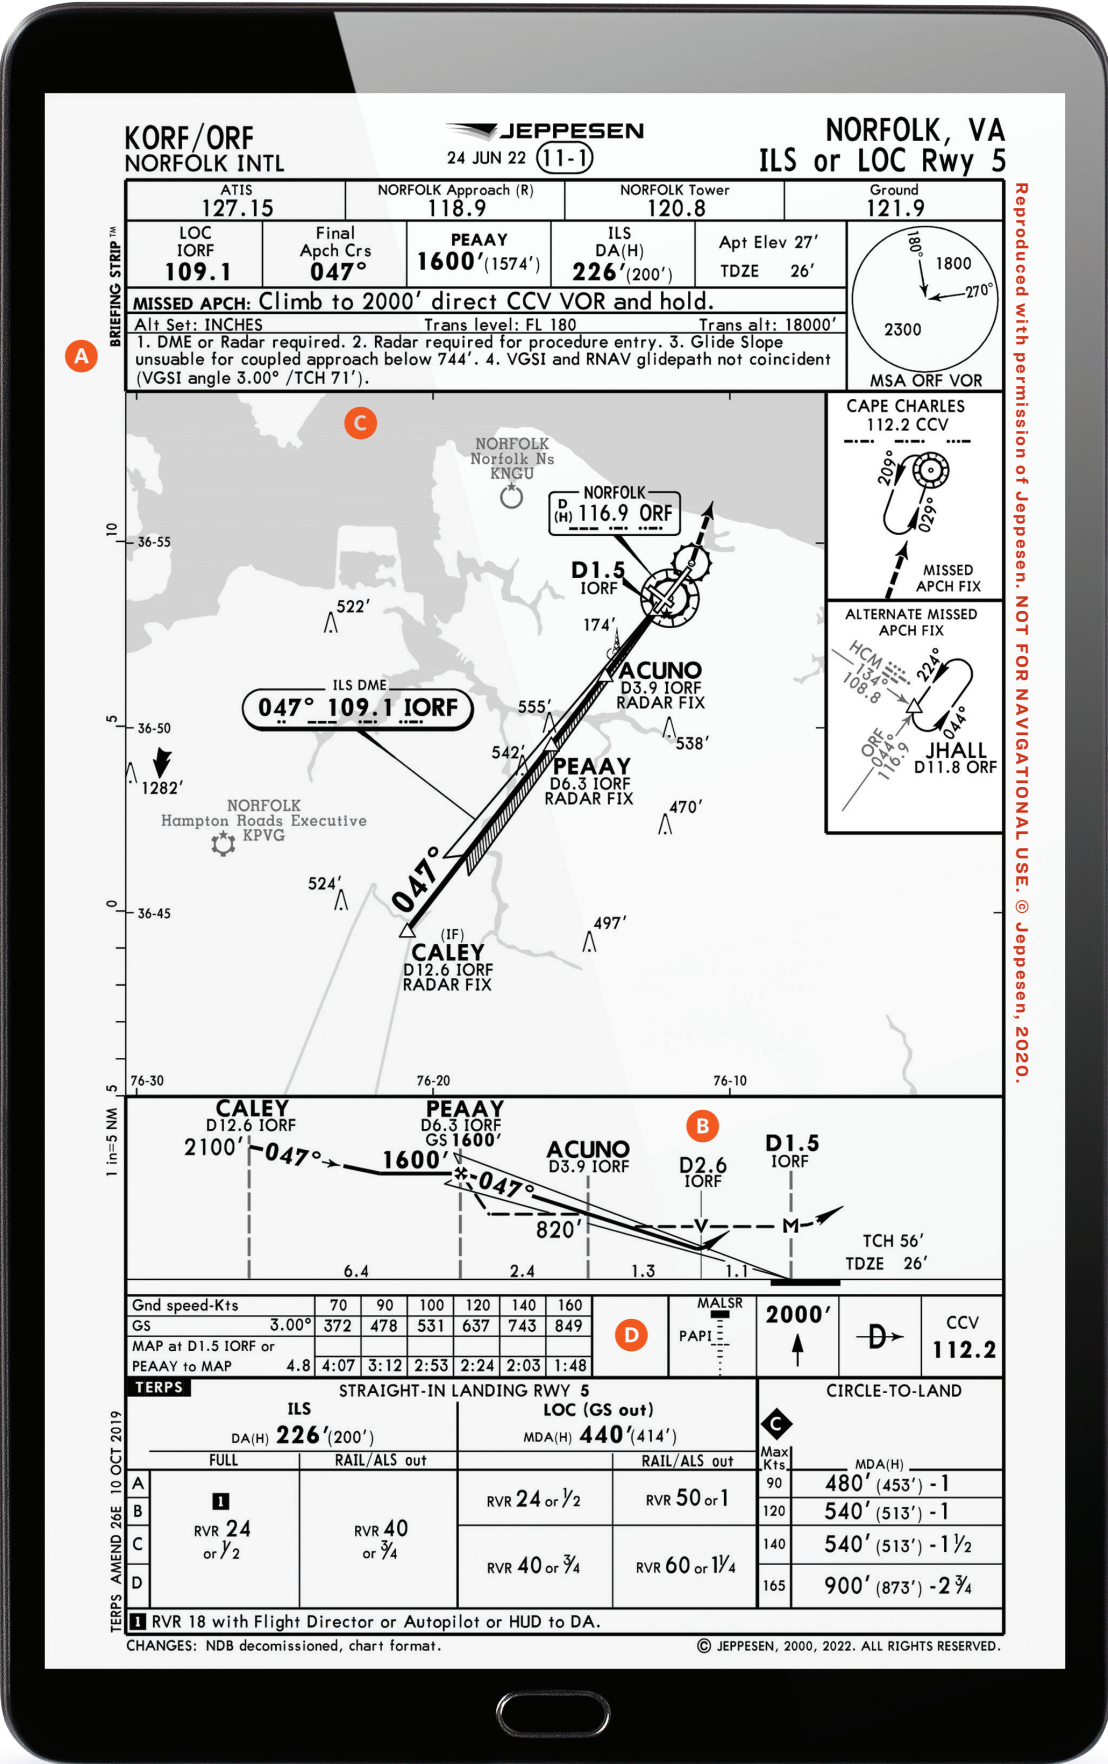 KORF/ORF
NORFOLK INTL
JEPPESEN
24 JUN 22 11-1
NORFOLK, VA
ILS or LOC Rwy 5
ATIS
127.15
NORFOLK Approach (R)
118.9
NORFOLK Tower
120.8
Ground
121.9
BRIEFING STRIP™
LOC
IORF
109.1
Final
Apch Crs
047°
PEAAY
1600'(1574')
ILS
DA(H)
226'(200')
Apt Elev 27'
TDZE 26'
MISSED APCH: Climb to 2000' direct CCV VOR and hold.
Alt Set: INCHES Trans level: FL 180 Trans alt: 18000'
1. DME or Radar required. 2. Radar required for procedure entry. 3. Glide Slope
unsuable for coupled approach below 744'. 4. VGSI and RNAV glidepath not coincident
(VGSI angle 3.00° /TCH 71').
180°
1800
270°
2300
MSA ORF VOR
A
C
Reproduced with permission of Jeppesen. NOT FOR NAVIGATIONAL USE. © Jeppesen, 2020.
CAPE CHARLES
112.2 CCV
209°
029°
MISSED
APCH FIX
ALTERNATE MISSED
APCH FIX
HCM
134°
108.8
224°
044°
ORF
044°
116.9
JHALL
D11.8 ORF
NORFOLK
Norfolk Ns
KNGU
NORFOLK
D
(H) 116.9 ORF
D1.5
IORF
10
36-55
522'
174'
ACUNO
D3.9 IORF
RADAR FIX
ILS DME
047° 109.1 IORF
555'
538'
5
36-50
542'
PEAAY
D6.3 IORF
RADAR FIX
1282'
NORFOLK
Hampton Roads Executive
KPVG
470'
047°
524'
0
36-45
497'
(IF)
CALEY
D12.6 IORF
RADAR FIX
5
76-30
76-20
76-10
1 in=5 NM
CALEY
D12.6 IORF
2100'
047°
PEAAY
D6.3 IORF
GS 1600'
1600'
047°
ACUNO
D3.9 IORF
820'
B
D2.6
IORF
D1.5
IORF
V
M
TCH 56'
TDZE 26'
6.4
2.4
1.3
1.1
Gnd speed-Kts 70 90 100 120 140 160
GS 3.00° 372 478 531 637 743 849
MAP at D1.5 IORF or
PEAAY to MAP 4.8 4:07 3:12 2:53 2:24 2:03 1:48
D
MALSR
PAPI
2000'
D
CCV
112.2
TERPS
STRAIGHT-IN LANDING RWY 5
CIRCLE-TO-LAND
ILS
DA(H) 226'(200')
LOC (GS out)
MDA(H) 440'(414')
C
FULL
RAIL/ALS out
RAIL/ALS out
Max
Kts
MDA(H)
A
B
C
D
1
RVR 24
or 1/2
RVR 40
or 3/4
RVR 24 or 1/2
RVR 50 or 1
RVR 40 or 3/4
RVR 60 or 1 1/4
90 480' (453') -1
120 540' (513') -1
140 540' (513') -1 1/2
165 900' (873') -2 3/4
TERPS AMEND 26E 10 OCT 2019
1 RVR 18 with Flight Director or Autopilot or HUD to DA.
CHANGES: NDB decomissioned, chart format.
© JEPPESEN, 2000, 2022. ALL RIGHTS RESERVED.